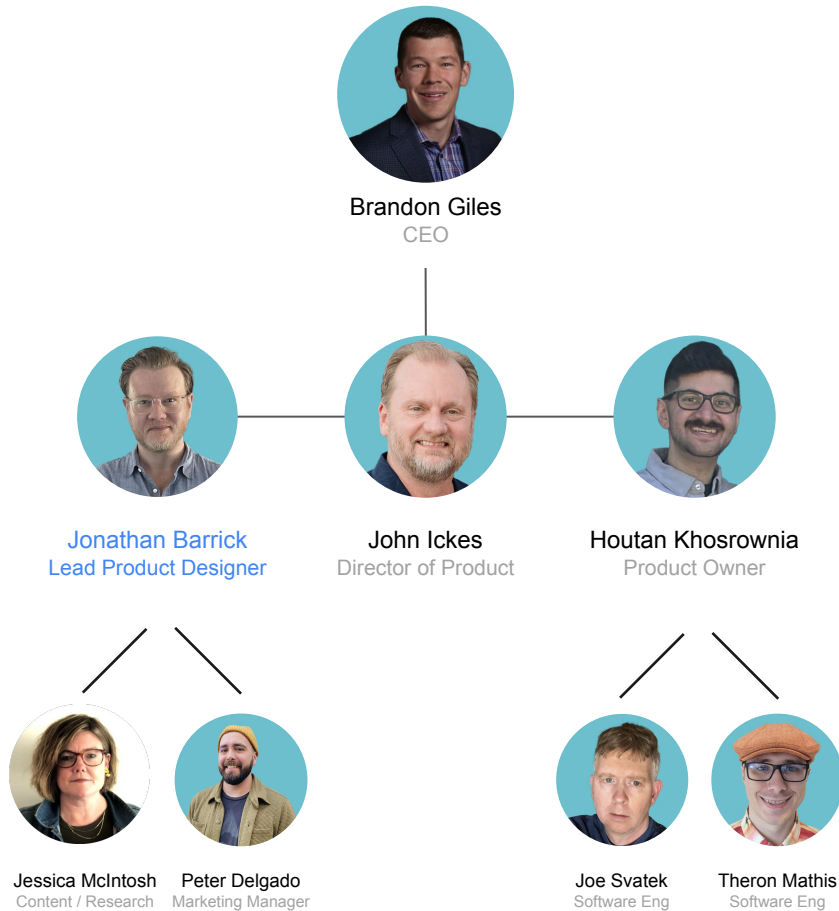 Brandon Giles
CEO
Jonathan Barrick
Lead Product Designer
John Ickes
Director of Product
Houtan Khosrownia
Product Owner
Jessica McIntosh
Content / Research
Peter Delgado
Marketing Manager
Joe Svatek
Software Eng
Theron Mathis
Software Eng